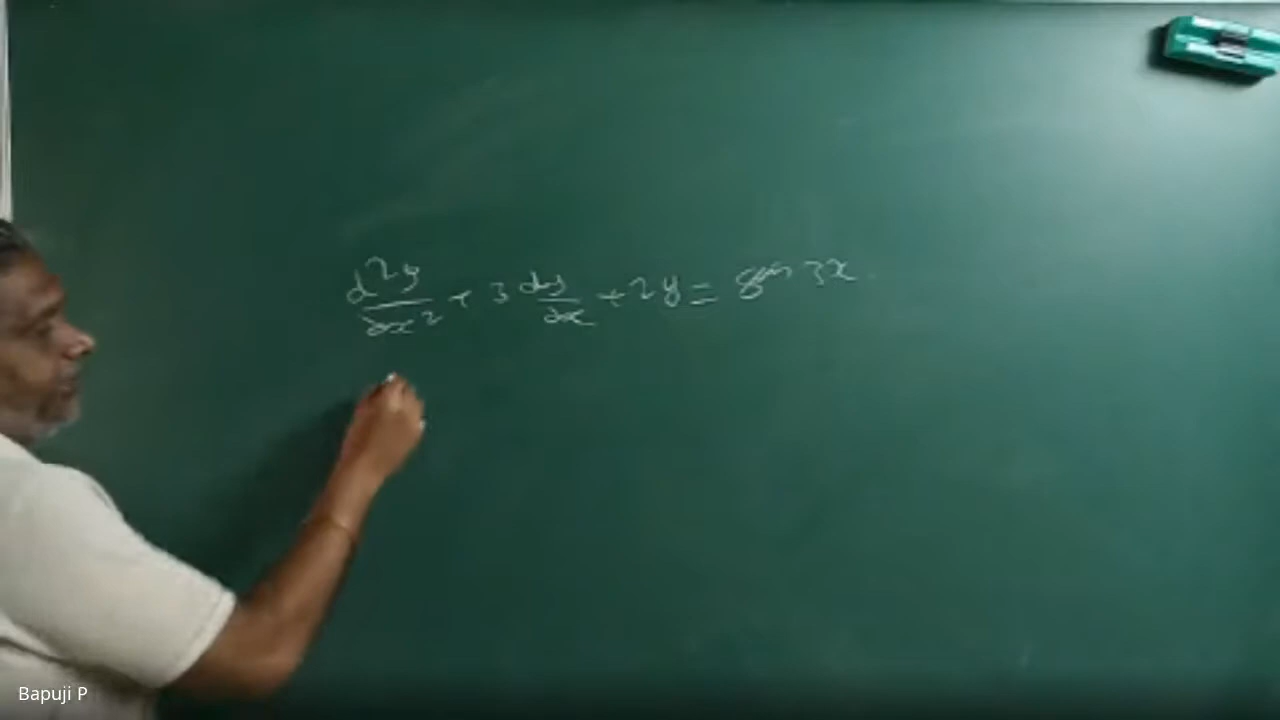 d²y/dx² + 3 dy/dx + 2y = sin 3x
Bapuji P